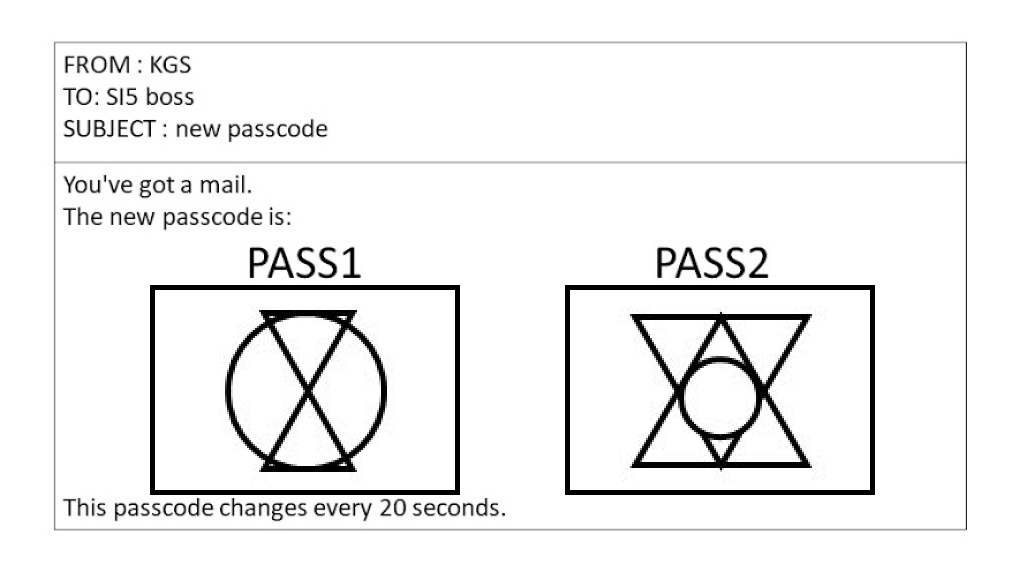 FROM : KGS
TO: SI5 boss
SUBJECT : new passcode
You've got a mail.
The new passcode is:
PASS1 PASS2
This passcode changes every 20 seconds.